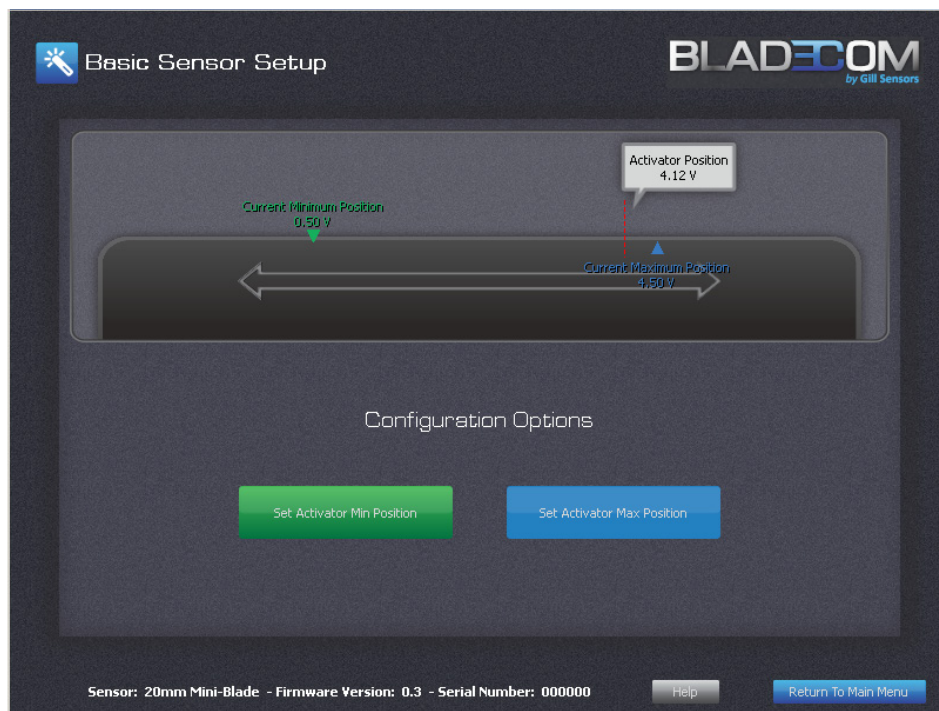 Basic Sensor Setup
BLADECOM
by Gill Sensors
Activator Position
4.12 V
Current Minimum Position
0.50 V
Current Maximum Position
4.50 V
Configuration Options
Set Activator Min Position
Set Activator Max Position
Sensor: 20mm Mini-Blade - Firmware Version: 0.3 - Serial Number: 000000
Help
Return To Main Menu